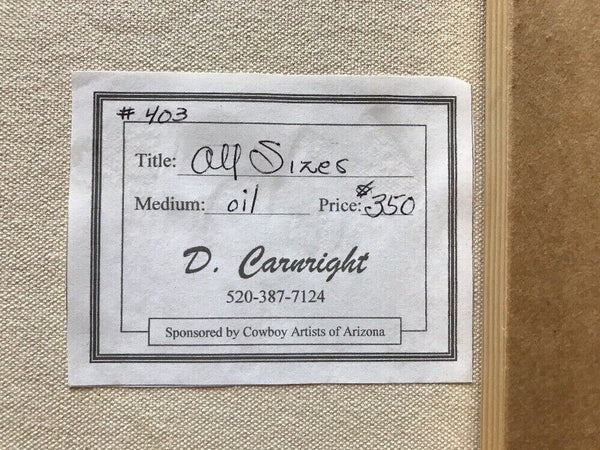 # 403
Title: All Sizes
Medium: oil Price: $350
D. Carnright
520-387-7124
Sponsored by Cowboy Artists of Arizona